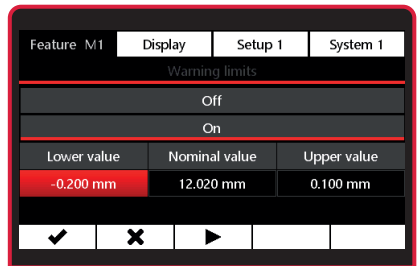 Feature M1 Display Setup 1 System 1
Warning limits
Off
On
Lower value Nominal value Upper value
-0.200 mm 12.020 mm 0.100 mm